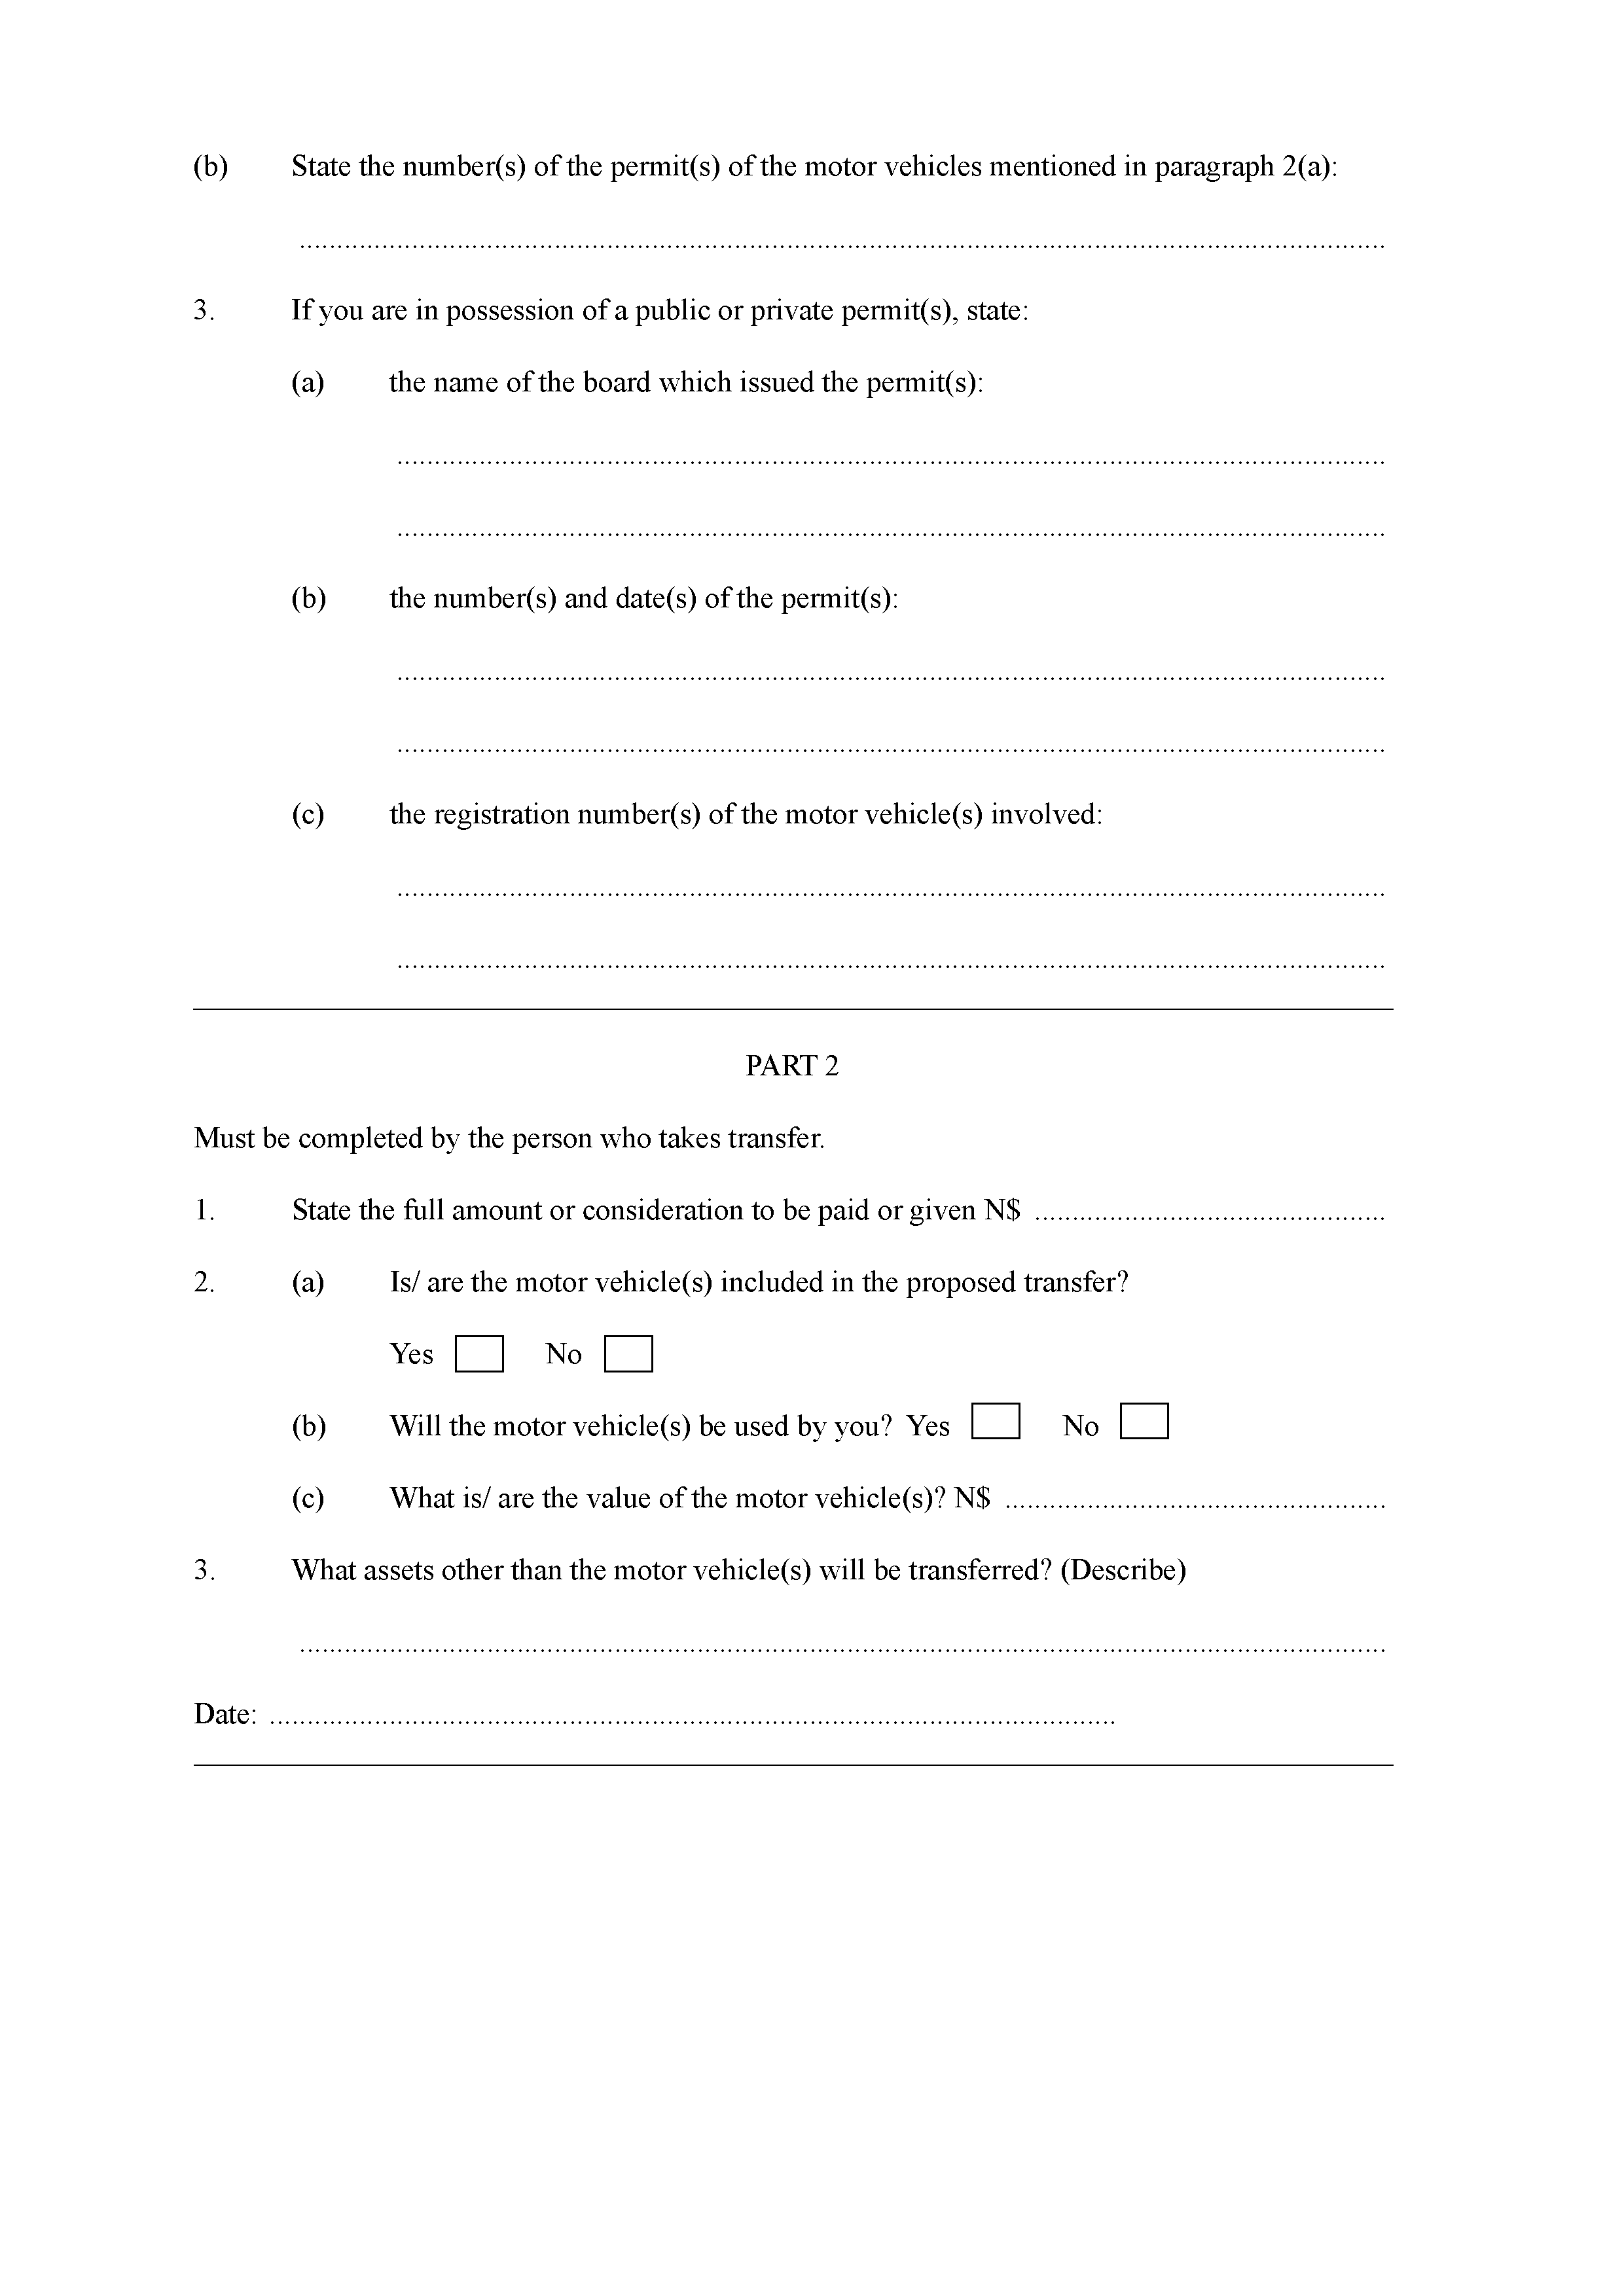 (b) State the number(s) of the permit(s) of the motor vehicles mentioned in paragraph 2(a):
..........................................................................................................................................
3. If you are in possession of a public or private permit(s), state:
(a) the name of the board which issued the permit(s):
..............................................................................................................................
..............................................................................................................................
(b) the number(s) and date(s) of the permit(s):
..............................................................................................................................
..............................................................................................................................
(c) the registration number(s) of the motor vehicle(s) involved:
..............................................................................................................................
..............................................................................................................................
PART 2
Must be completed by the person who takes transfer.
1. State the full amount or consideration to be paid or given N$ ..............................................
2. (a) Is/ are the motor vehicle(s) included in the proposed transfer?
Yes No
(b) Will the motor vehicle(s) be used by you? Yes No
(c) What is/ are the value of the motor vehicle(s)? N$ ..................................................
3. What assets other than the motor vehicle(s) will be transferred? (Describe)
..........................................................................................................................................
Date: ................................................................................................................